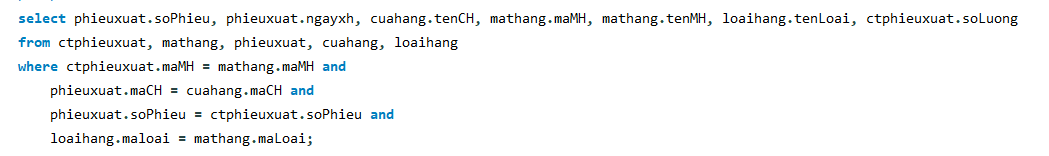 select phieuxuat.soPhieu, phieuxuat.ngayxh, cuahang.tenCH, mathang.maMH, mathang.tenMH, loaihang.tenLoai, ctphieuxuat.soLuong
from ctphieuxuat, mathang, phieuxuat, cuahang, loaihang
where ctphieuxuat.maMH = mathang.maMH and
    phieuxuat.maCH = cuahang.maCH and
    phieuxuat.soPhieu = ctphieuxuat.soPhieu and
    loaihang.maloai = mathang.maLoai;